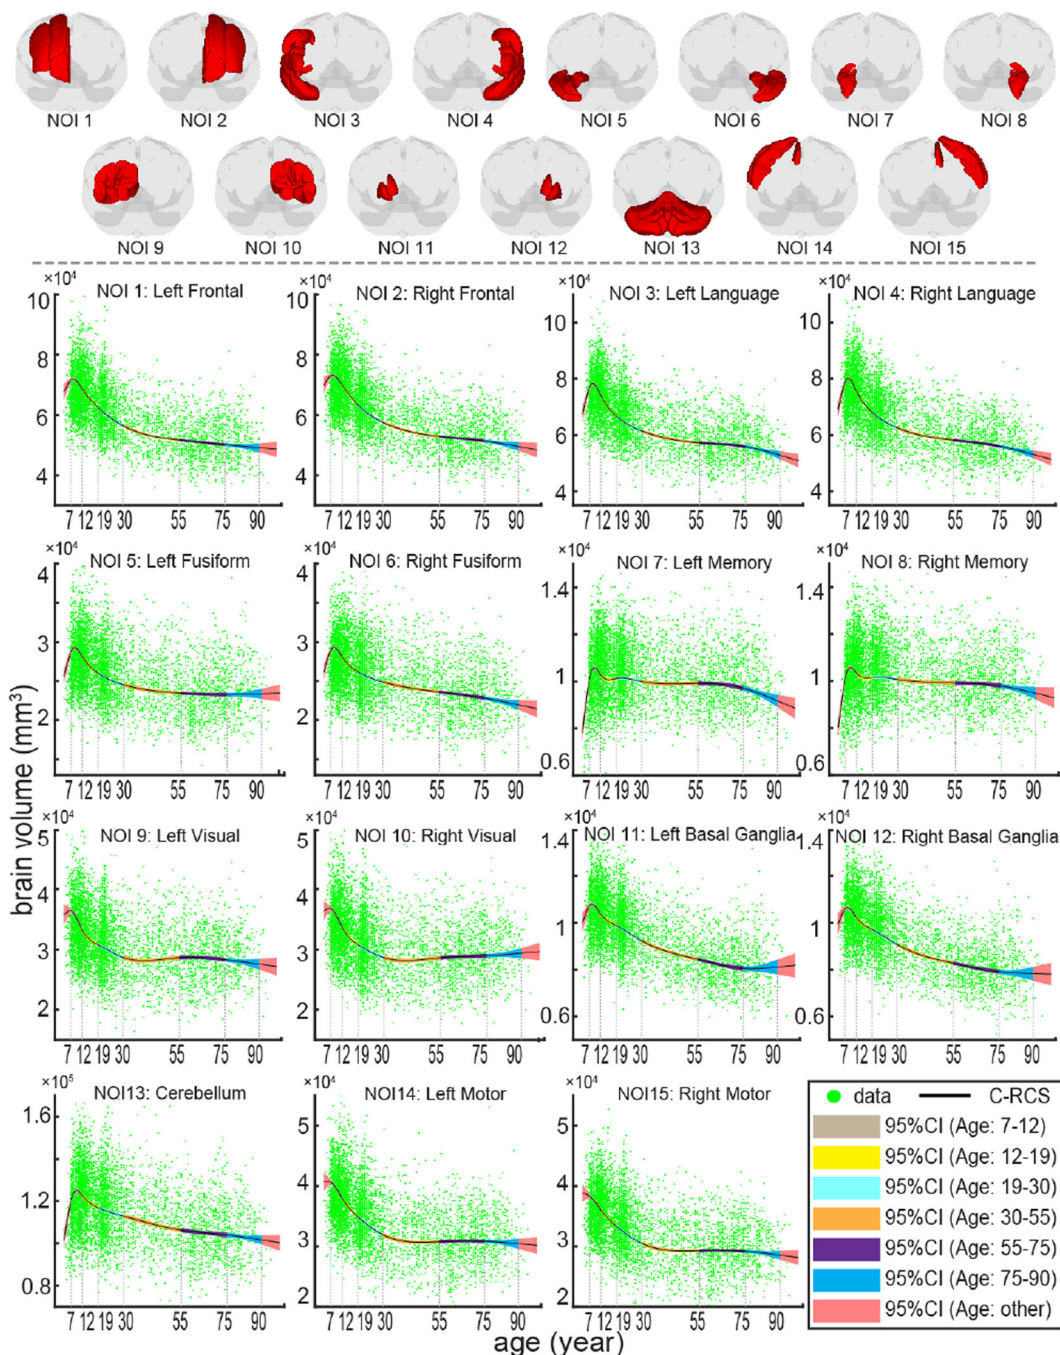 NOI 1 NOI 2 NOI 3 NOI 4 NOI 5 NOI 6 NOI 7 NOI 8
NOI 9 NOI 10 NOI 11 NOI 12 NOI 13 NOI 14 NOI 15
×10⁴ ×10⁴ ×10⁴ ×10⁴
NOI 1: Left Frontal NOI 2: Right Frontal NOI 3: Left Language NOI 4: Right Language
10 10 10 10
8 8 8 8
6 6 6 6
4 4 4 4
7 12 19 30 55 75 90 7 12 19 30 55 75 90 7 12 19 30 55 75 90 7 12 19 30 55 75 90
×10⁴ ×10⁴ ×10⁴ ×10⁴
NOI 5: Left Fusiform NOI 6: Right Fusiform NOI 7: Left Memory NOI 8: Right Memory
4 4 1.4 1.4
3 3 1 1
2 2 0.6 0.6
7 12 19 30 55 75 90 7 12 19 30 55 75 90 7 12 19 30 55 75 90 7 12 19 30 55 75 90
brain volume (mm³)
×10⁴ ×10⁴ ×10⁴ ×10⁴
NOI 9: Left Visual NOI 10: Right Visual NOI 11: Left Basal Ganglia NOI 12: Right Basal Ganglia
5 5 1.4 1.4
4 4 1 1
3 3 0.6 0.6
2 2
7 12 19 30 55 75 90 7 12 19 30 55 75 90 7 12 19 30 55 75 90 7 12 19 30 55 75 90
×10⁵ ×10⁴ ×10⁴
NOI13: Cerebellum NOI14: Left Motor NOI15: Right Motor
1.6 5 5
1.2 4 4
0.8 3 3
2 2
7 12 19 30 55 75 90 7 12 19 30 55 75 90 7 12 19 30 55 75 90
age (year)
data C-RCS
95%CI (Age: 7-12)
95%CI (Age: 12-19)
95%CI (Age: 19-30)
95%CI (Age: 30-55)
95%CI (Age: 55-75)
95%CI (Age: 75-90)
95%CI (Age: other)